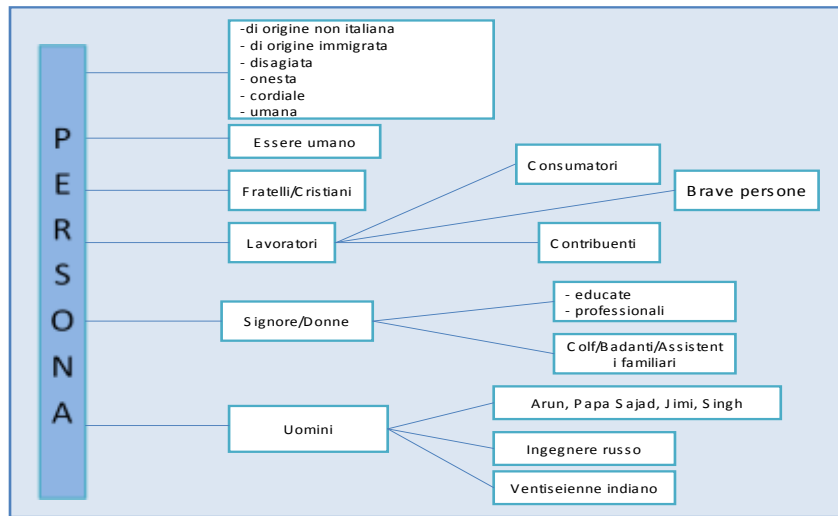 PERSONA
-di origine non italiana
- di origine immigrata
- disagiata
- onesta
- cordiale
- umana
Essere umano
Fratelli/Cristiani
Lavoratori
Consumatori
Brave persone
Contribuenti
Signore/Donne
- educate
- professionali
Colf/Badanti/Assistent
i familiari
Uomini
Arun, Papa Sajad, Jimi, Singh
Ingegnere russo
Ventiseienne indiano